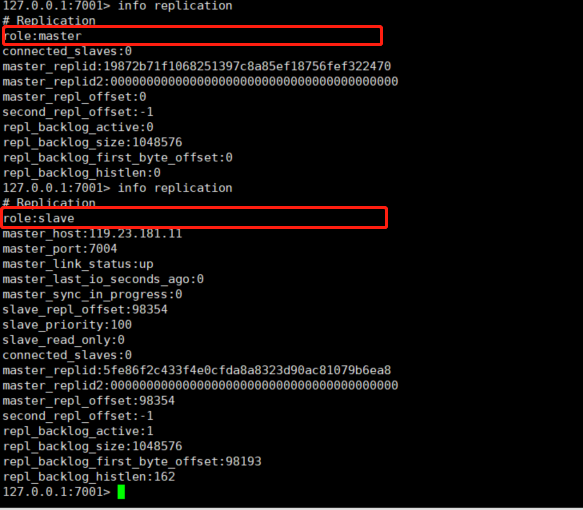 127.0.0.1:7001> info replication
# Replication
role:master
connected_slaves:0
master_replid:19872b71f1068251397c8a85ef18756fef322470
master_replid2:0000000000000000000000000000000000000000
master_repl_offset:0
second_repl_offset:-1
repl_backlog_active:0
repl_backlog_size:1048576
repl_backlog_first_byte_offset:0
repl_backlog_histlen:0
127.0.0.1:7001> info replication
# Replication
role:slave
master_host:119.23.181.11
master_port:7004
master_link_status:up
master_last_io_seconds_ago:0
master_sync_in_progress:0
slave_repl_offset:98354
slave_priority:100
slave_read_only:0
connected_slaves:0
master_replid:5fe86f2c433f4e0cfda8a8323d90ac81079b6ea8
master_replid2:0000000000000000000000000000000000000000
master_repl_offset:98354
second_repl_offset:-1
repl_backlog_active:1
repl_backlog_size:1048576
repl_backlog_first_byte_offset:98193
repl_backlog_histlen:162
127.0.0.1:7001>